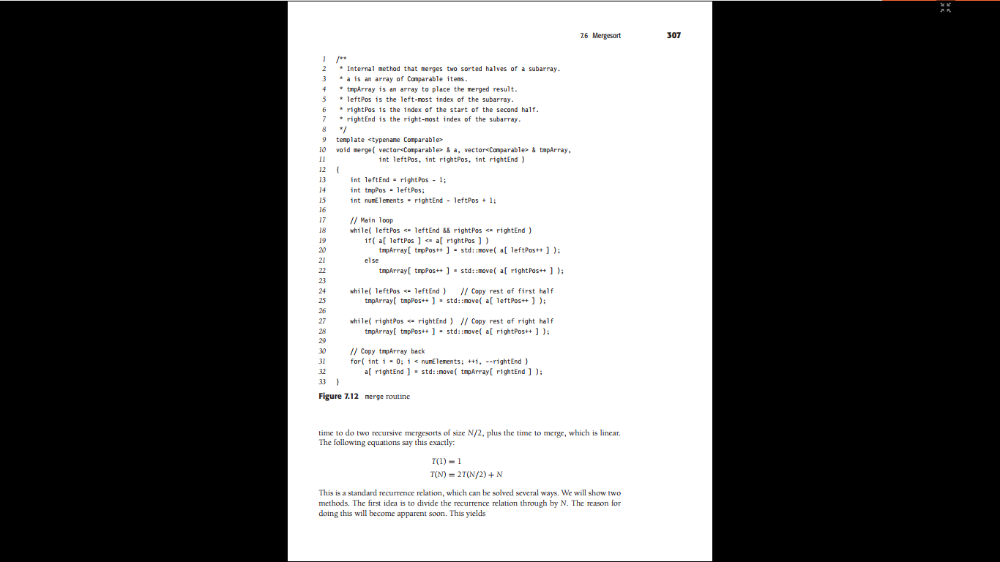 7.6 Mergesort 307
1 /**
2 * Internal method that merges two sorted halves of a subarray.
3 * a is an array of Comparable items.
4 * tmpArray is an array to place the merged result.
5 * leftPos is the left-most index of the subarray.
6 * rightPos is the index of the start of the second half.
7 * rightEnd is the right-most index of the subarray.
8 */
9 template <typename Comparable>
10 void merge( vector<Comparable> & a, vector<Comparable> & tmpArray,
11 int leftPos, int rightPos, int rightEnd )
12 {
13 int leftEnd = rightPos - 1;
14 int tmpPos = leftPos;
15 int numElements = rightEnd - leftPos + 1;
16
17 // Main loop
18 while( leftPos <= leftEnd && rightPos <= rightEnd )
19 if( a[ leftPos ] <= a[ rightPos ] )
20 tmpArray[ tmpPos++ ] = std::move( a[ leftPos++ ] );
21 else
22 tmpArray[ tmpPos++ ] = std::move( a[ rightPos++ ] );
23
24 while( leftPos <= leftEnd ) // Copy rest of first half
25 tmpArray[ tmpPos++ ] = std::move( a[ leftPos++ ] );
26
27 while( rightPos <= rightEnd ) // Copy rest of right half
28 tmpArray[ tmpPos++ ] = std::move( a[ rightPos++ ] );
29
30 // Copy tmpArray back
31 for( int i = 0; i < numElements; ++i, --rightEnd )
32 a[ rightEnd ] = std::move( tmpArray[ rightEnd ] );
33 }
Figure 7.12 merge routine
time to do two recursive mergesorts of size N/2, plus the time to merge, which is linear.
The following equations say this exactly:
T(1) = 1
T(N) = 2T(N/2) + N
This is a standard recurrence relation, which can be solved several ways. We will show two
methods. The first idea is to divide the recurrence relation through by N. The reason for
doing this will become apparent soon. This yields